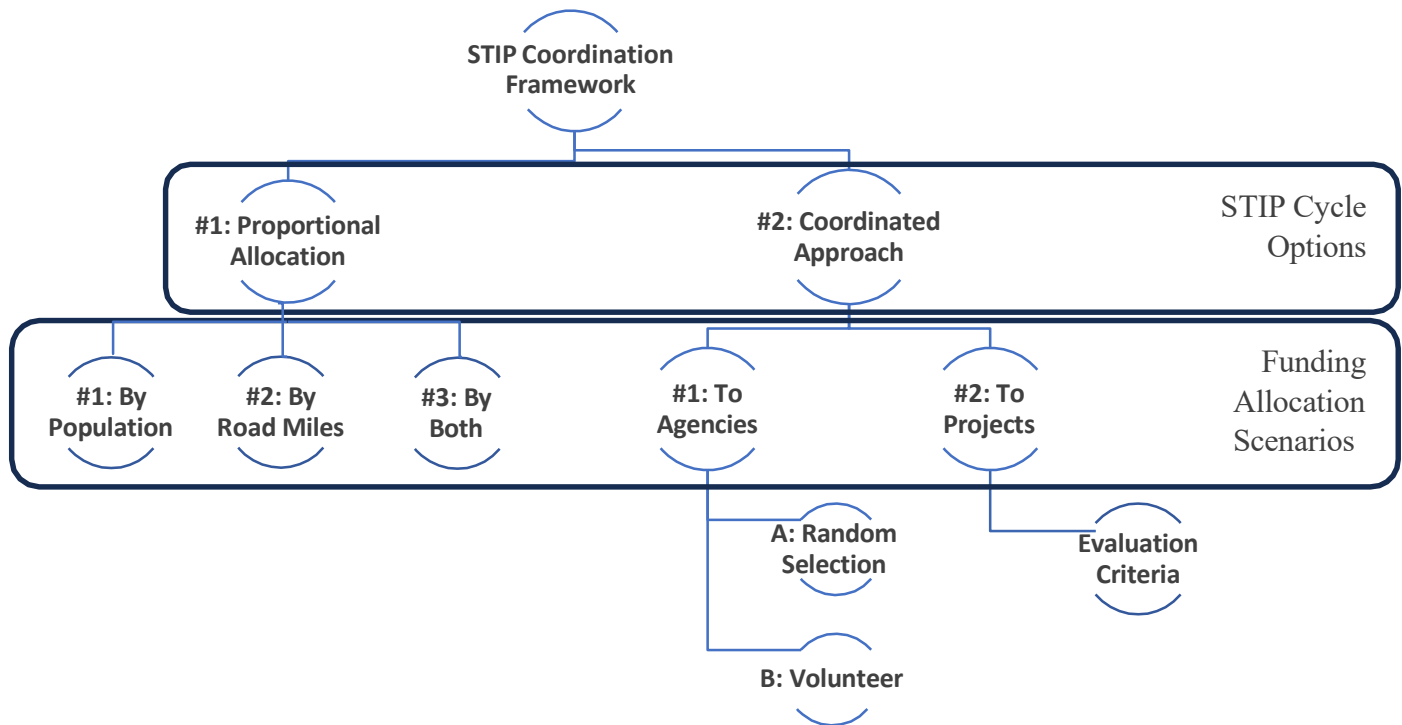 STIP Coordination
Framework
#1: Proportional
Allocation
#2: Coordinated
Approach
STIP Cycle
Options
#1: By
Population
#2: By
Road Miles
#3: By
Both
#1: To
Agencies
#2: To
Projects
Funding
Allocation
Scenarios
A: Random
Selection
Evaluation
Criteria
B: Volunteer